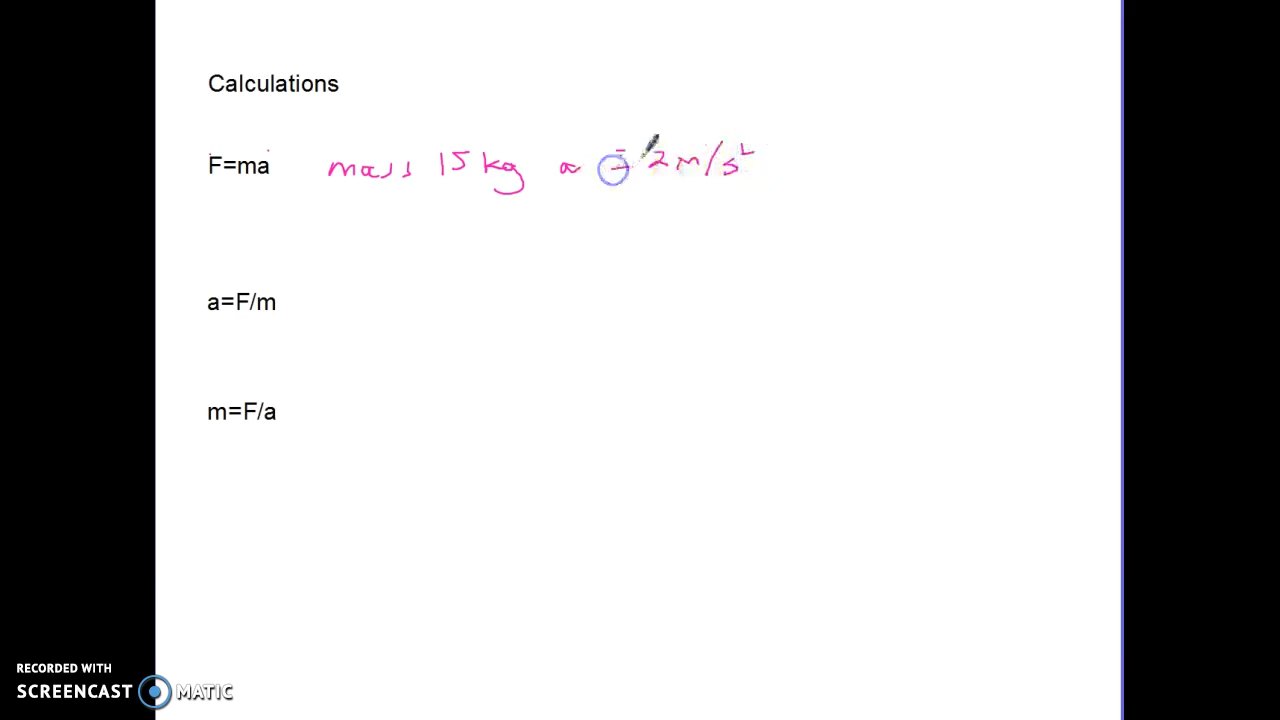 Calculations
F=ma mass 15 kg a = 2 m/s²
a=F/m
m=F/a
RECORDED WITH
SCREENCAST MATIC